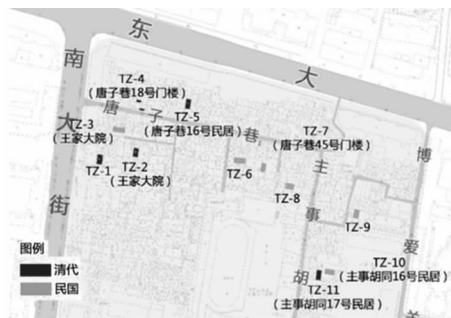 东
大
南
大
街
TZ-4
（唐子巷18号门楼）
唐
子
巷
TZ-5
（唐子巷16号民居）
TZ-3
（王家大院）
TZ-7
（唐子巷45号门楼）
TZ-1
TZ-2
（王家大院）
TZ-6
TZ-8
主
事
胡
TZ-9
博
爱
TZ-10
（主事胡同16号民居）
TZ-11
（主事胡同17号民居）
图例
清代
民国